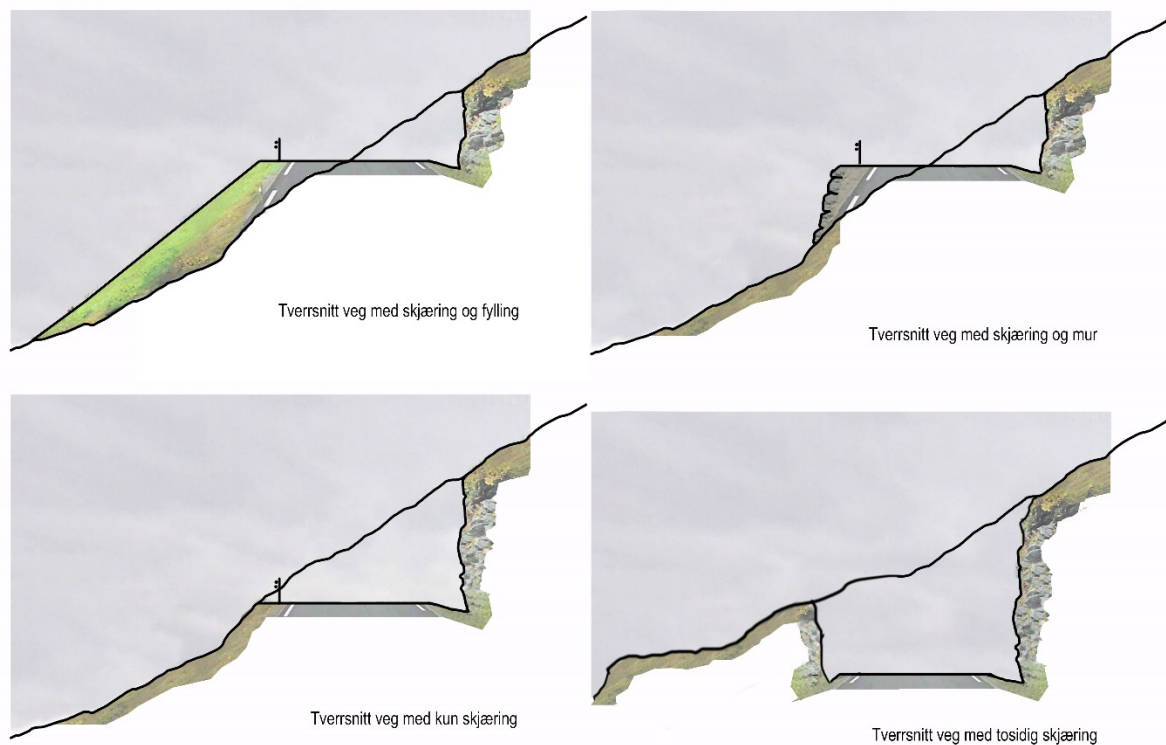 Tverrsnitt veg med skjæring og fylling
Tverrsnitt veg med skjæring og mur
Tverrsnitt veg med kun skjæring
Tverrsnitt veg med tosidig skjæring